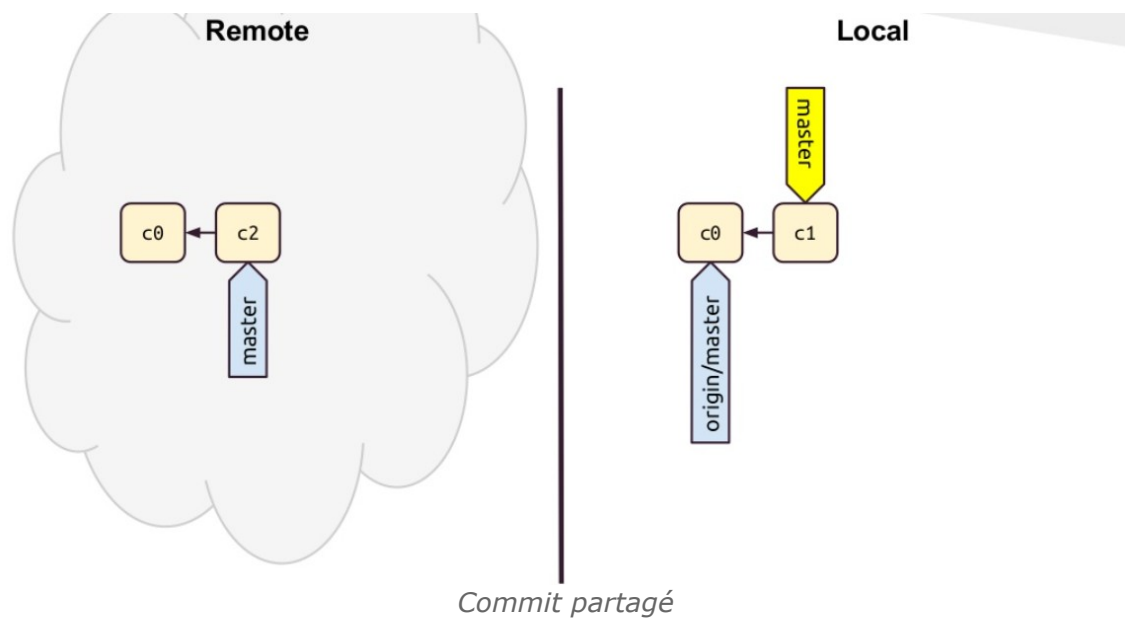 Remote
Local
master
c0
c2
c0
c1
master
origin/master
Commit partagé